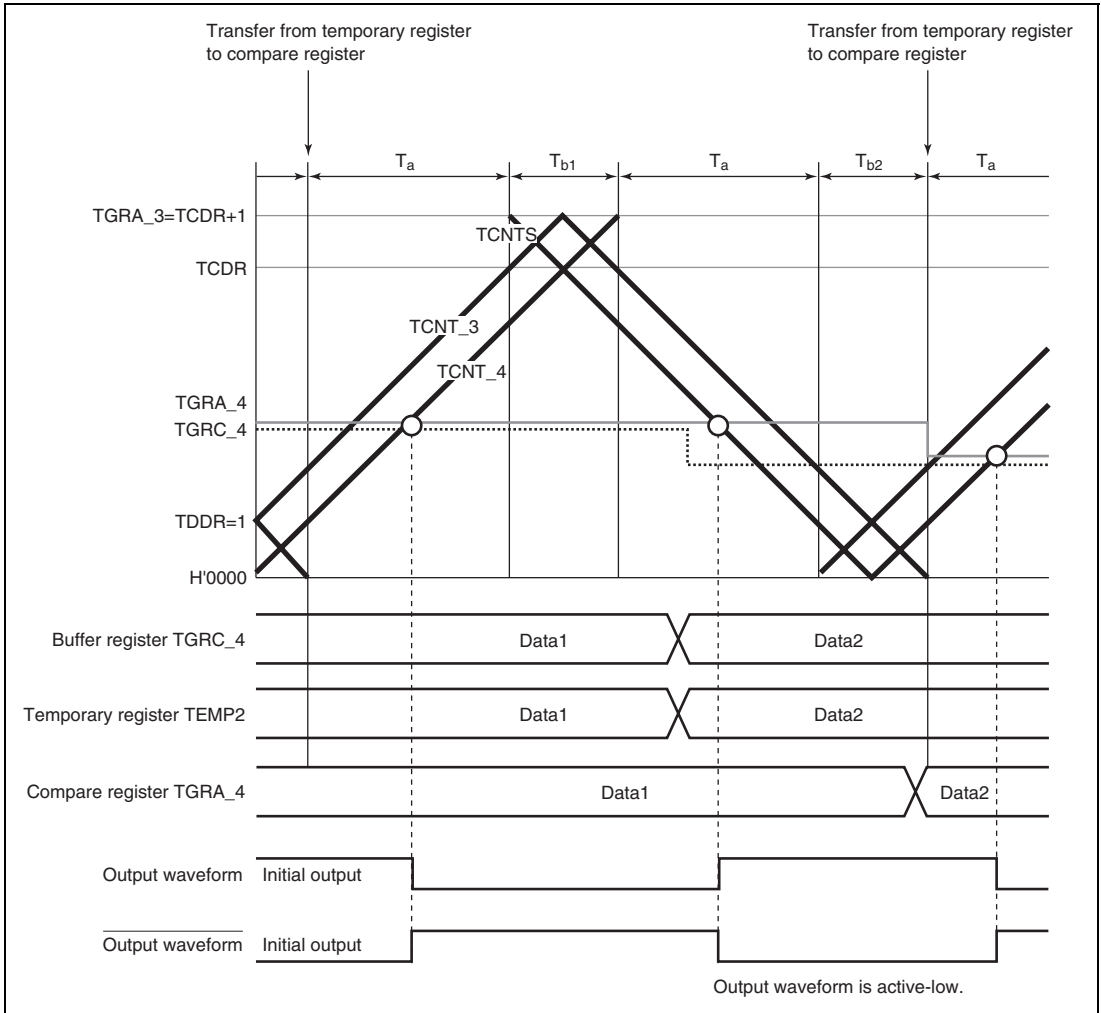 Transfer from temporary register
to compare register
Transfer from temporary register
to compare register
Ta
Tb1
Ta
Tb2
Ta
TGRA_3=TCDR+1
TCNTS
TCDR
TCNT_3
TCNT_4
TGRA_4
TGRC_4
TDDR=1
H'0000
Buffer register TGRC_4
Data1
Data2
Temporary register TEMP2
Data1
Data2
Compare register TGRA_4
Data1
Data2
Output waveform
Initial output
Output waveform
Initial output
Output waveform is active-low.